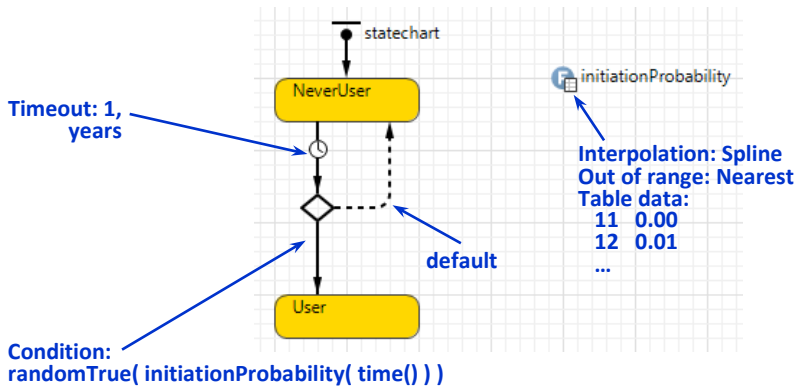 statechart
NeverUser
initiationProbability
Timeout: 1,
years
Interpolation: Spline
Out of range: Nearest
Table data:
11 0.00
12 0.01
...
default
User
Condition:
randomTrue( initiationProbability( time() ) )